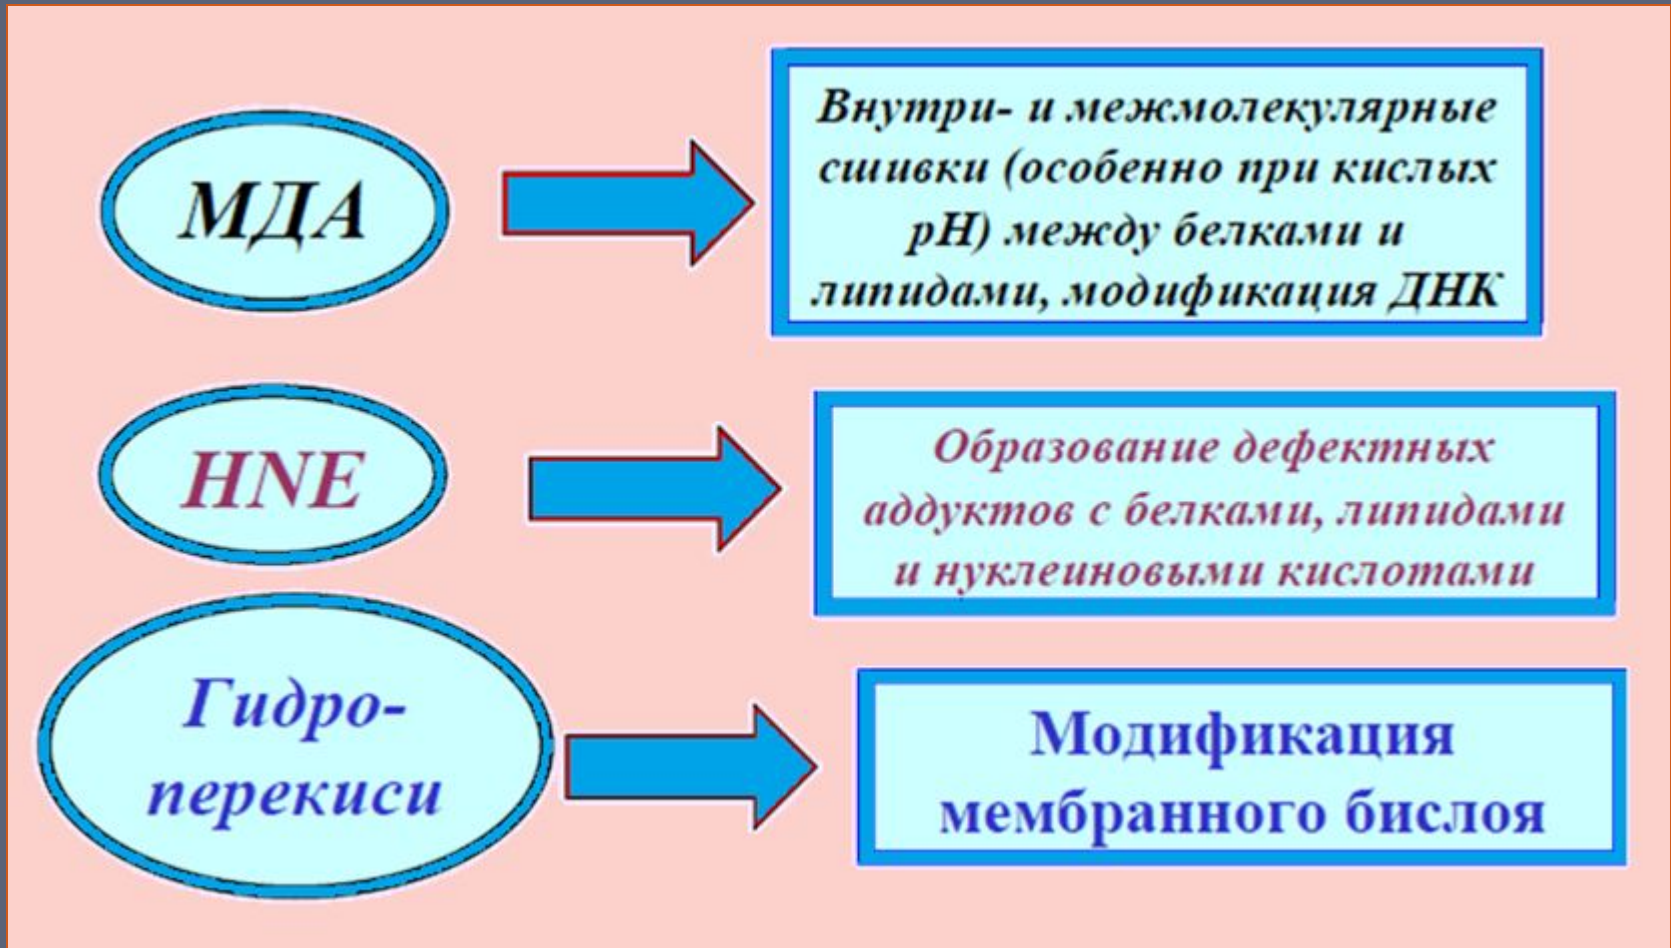 МДА
Внутри- и межмолекулярные
сшивки (особенно при кислых
рН) между белками и
липидами, модификация ДНК
HNE
Образование дефектных
аддуктов с белками, липидами
и нуклеиновыми кислотами
Гидро-
перекиси
Модификация
мембранного бислоя